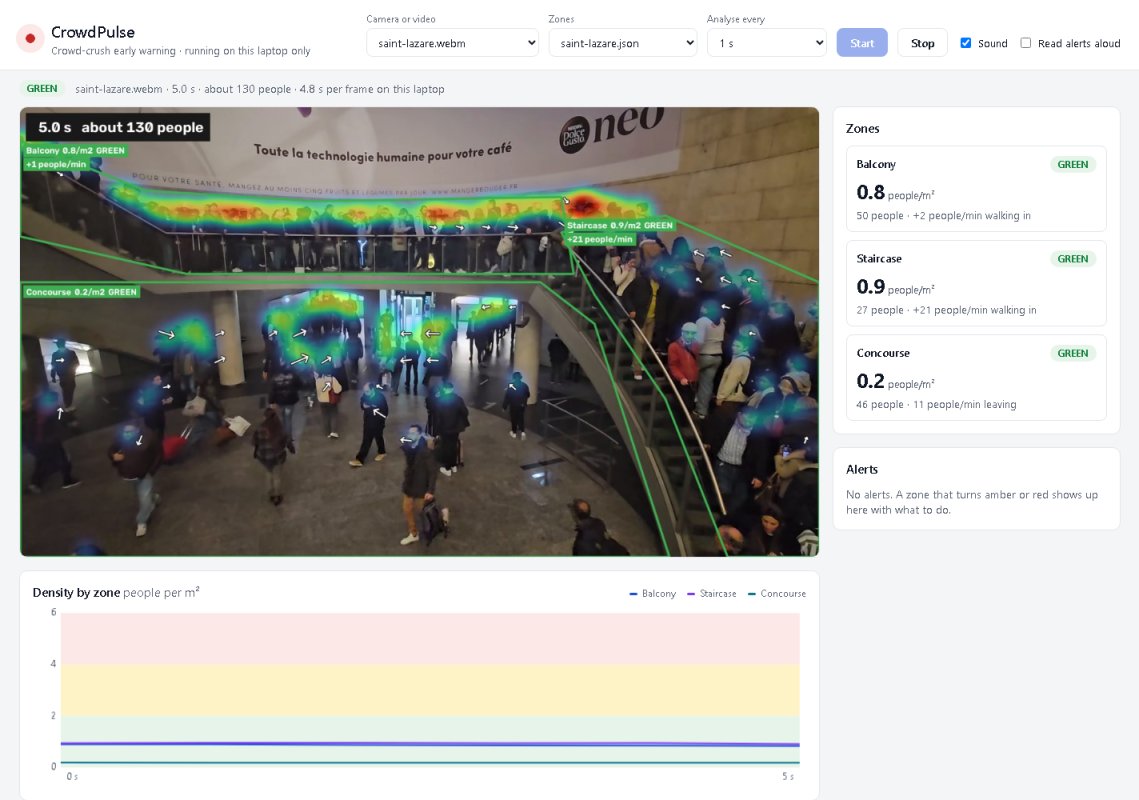 CrowdPulse
Crowd-crush early warning · running on this laptop only
Camera or video
saint-lazare.webm
Zones
saint-lazare.json
Analyse every
1 s
Start
Stop
Sound
Read alerts aloud
GREEN
saint-lazare.webm · 5.0 s · about 130 people · 4.8 s per frame on this laptop
5.0 s about 130 people
Balcony 0.8/m2 GREEN
+1 people/min
NESCAFÉ
Dolce
Gusto
neo
Toute la technologie humaine pour votre café
POUR VOTRE SANTÉ, MANGEZ AU MOINS CINQ FRUITS ET LÉGUMES PAR JOUR. WWW.MANGERBOUGER.FR
Staircase 0.9/m2 GREEN
+21 people/min
Concourse 0.2/m2 GREEN
Zones
Balcony
GREEN
0.8 people/m²
50 people · +2 people/min walking in
Staircase
GREEN
0.9 people/m²
27 people · +21 people/min walking in
Concourse
GREEN
0.2 people/m²
46 people · 11 people/min leaving
Alerts
No alerts. A zone that turns amber or red shows up
here with what to do.
Density by zone people per m²
Balcony
Staircase
Concourse
6
4
2
0
0 s
5 s